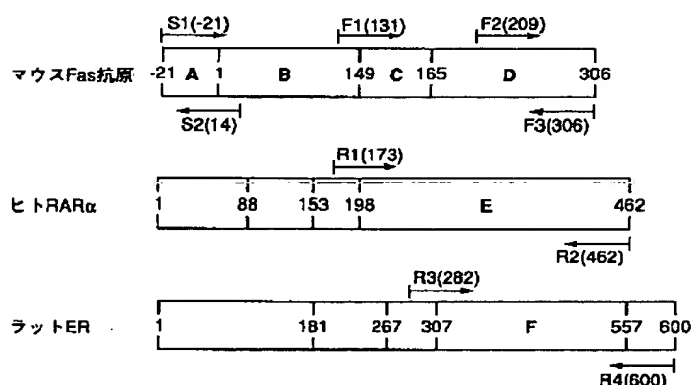 S1(-21) F1(131) F2(209)
マウスFas抗原 -21 A 1 B 149 C 165 D 306
S2(14) F3(306)
R1(173)
ヒトRARα 1 88 153 198 E 462
R2(462)
R3(282)
ラットER 1 181 267 307 F 557 600
R4(600)